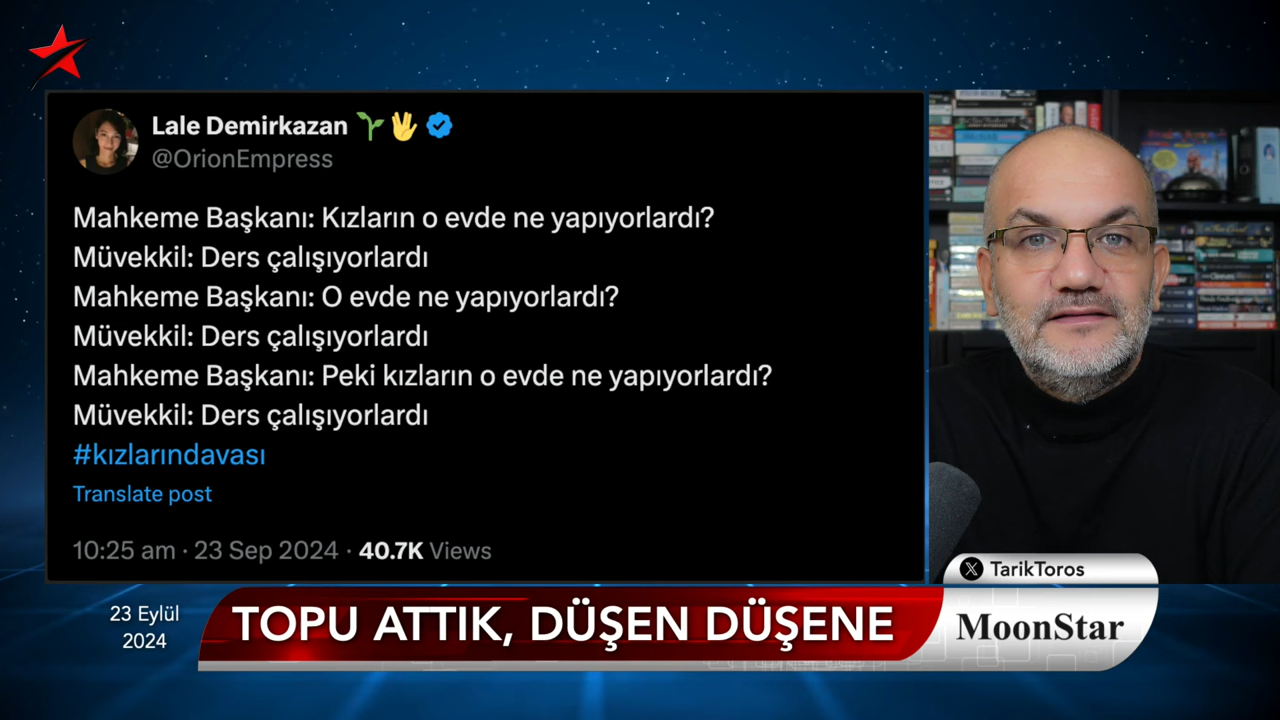 Lale Demirkazan 🌱🖖
@OrionEmpress
Mahkeme Başkanı: Kızların o evde ne yapıyorlardı?
Müvekkil: Ders çalışıyorlardı
Mahkeme Başkanı: O evde ne yapıyorlardı?
Müvekkil: Ders çalışıyorlardı
Mahkeme Başkanı: Peki kızların o evde ne yapıyorlardı?
Müvekkil: Ders çalışıyorlardı
#kızlarındavası
Translate post
10:25 am · 23 Sep 2024 · 40.7K Views
X TarikToros
23 Eylül
2024
TOPU ATTIK, DÜŞEN DÜŞENE
MoonStar